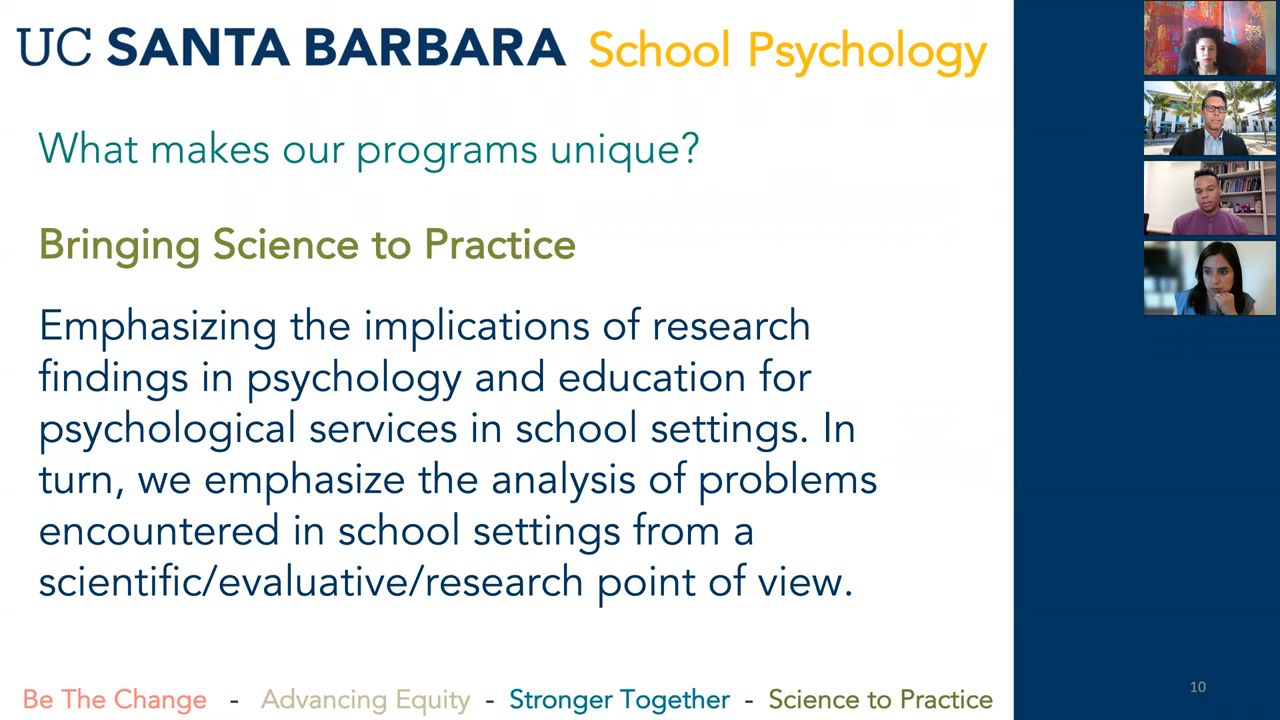 UC SANTA BARBARA School Psychology
What makes our programs unique?
Bringing Science to Practice
Emphasizing the implications of research
findings in psychology and education for
psychological services in school settings. In
turn, we emphasize the analysis of problems
encountered in school settings from a
scientific/evaluative/research point of view.
Be The Change - Advancing Equity - Stronger Together - Science to Practice
10